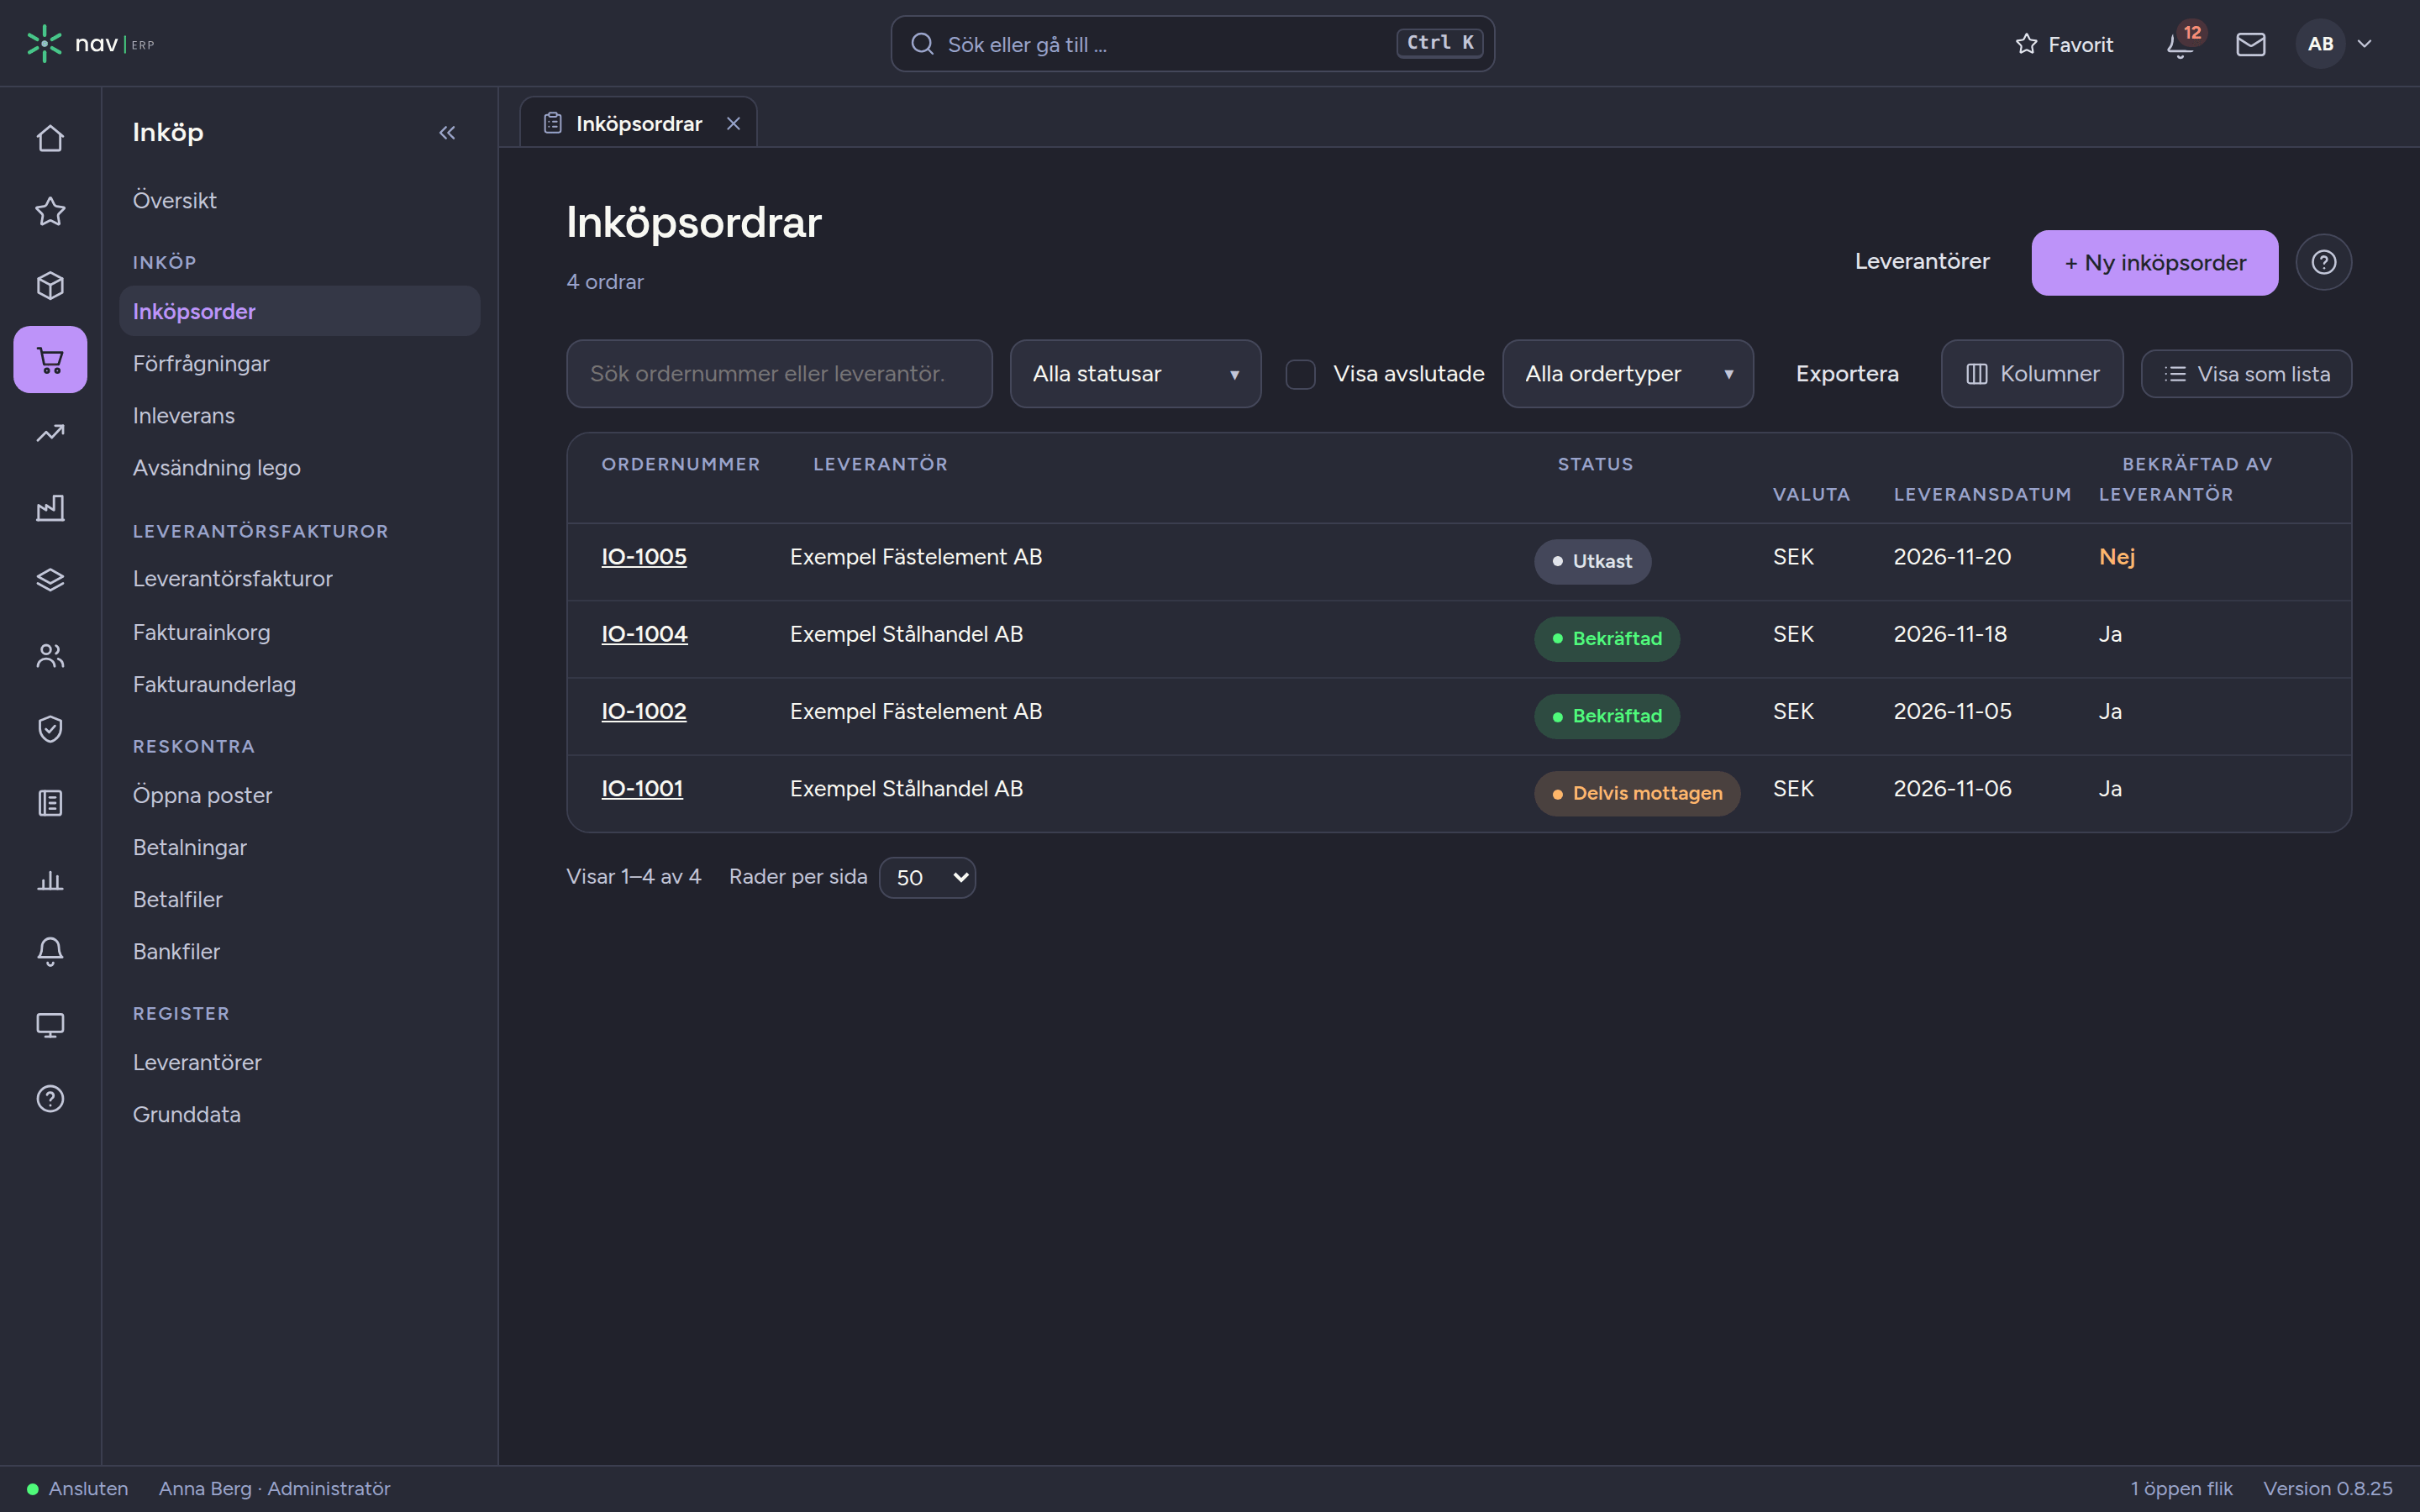 nav ERP
Sök eller gå till ...
Ctrl K
Favorit
12
AB
Inköp
Översikt
INKÖP
Inköpsorder
Förfrågningar
Inleverans
Avsändning lego
LEVERANTÖRSFAKTUROR
Leverantörsfakturor
Fakturainkorg
Fakturaunderlag
RESKONTRA
Öppna poster
Betalningar
Betalfiler
Bankfiler
REGISTER
Leverantörer
Grunddata
Inköpsordrar
Inköpsordrar
4 ordrar
Leverantörer
+ Ny inköpsorder
Sök ordernummer eller leverantör.
Alla statusar
Visa avslutade
Alla ordertyper
Exportera
Kolumner
Visa som lista
ORDERNUMMER LEVERANTÖR STATUS VALUTA LEVERANSDATUM BEKRÄFTAD AV LEVERANTÖR
IO-1005 Exempel Fästelement AB Utkast SEK 2026-11-20 Nej
IO-1004 Exempel Stålhandel AB Bekräftad SEK 2026-11-18 Ja
IO-1002 Exempel Fästelement AB Bekräftad SEK 2026-11-05 Ja
IO-1001 Exempel Stålhandel AB Delvis mottagen SEK 2026-11-06 Ja
Visar 1–4 av 4 Rader per sida 50
Ansluten Anna Berg · Administratör 1 öppen flik Version 0.8.25